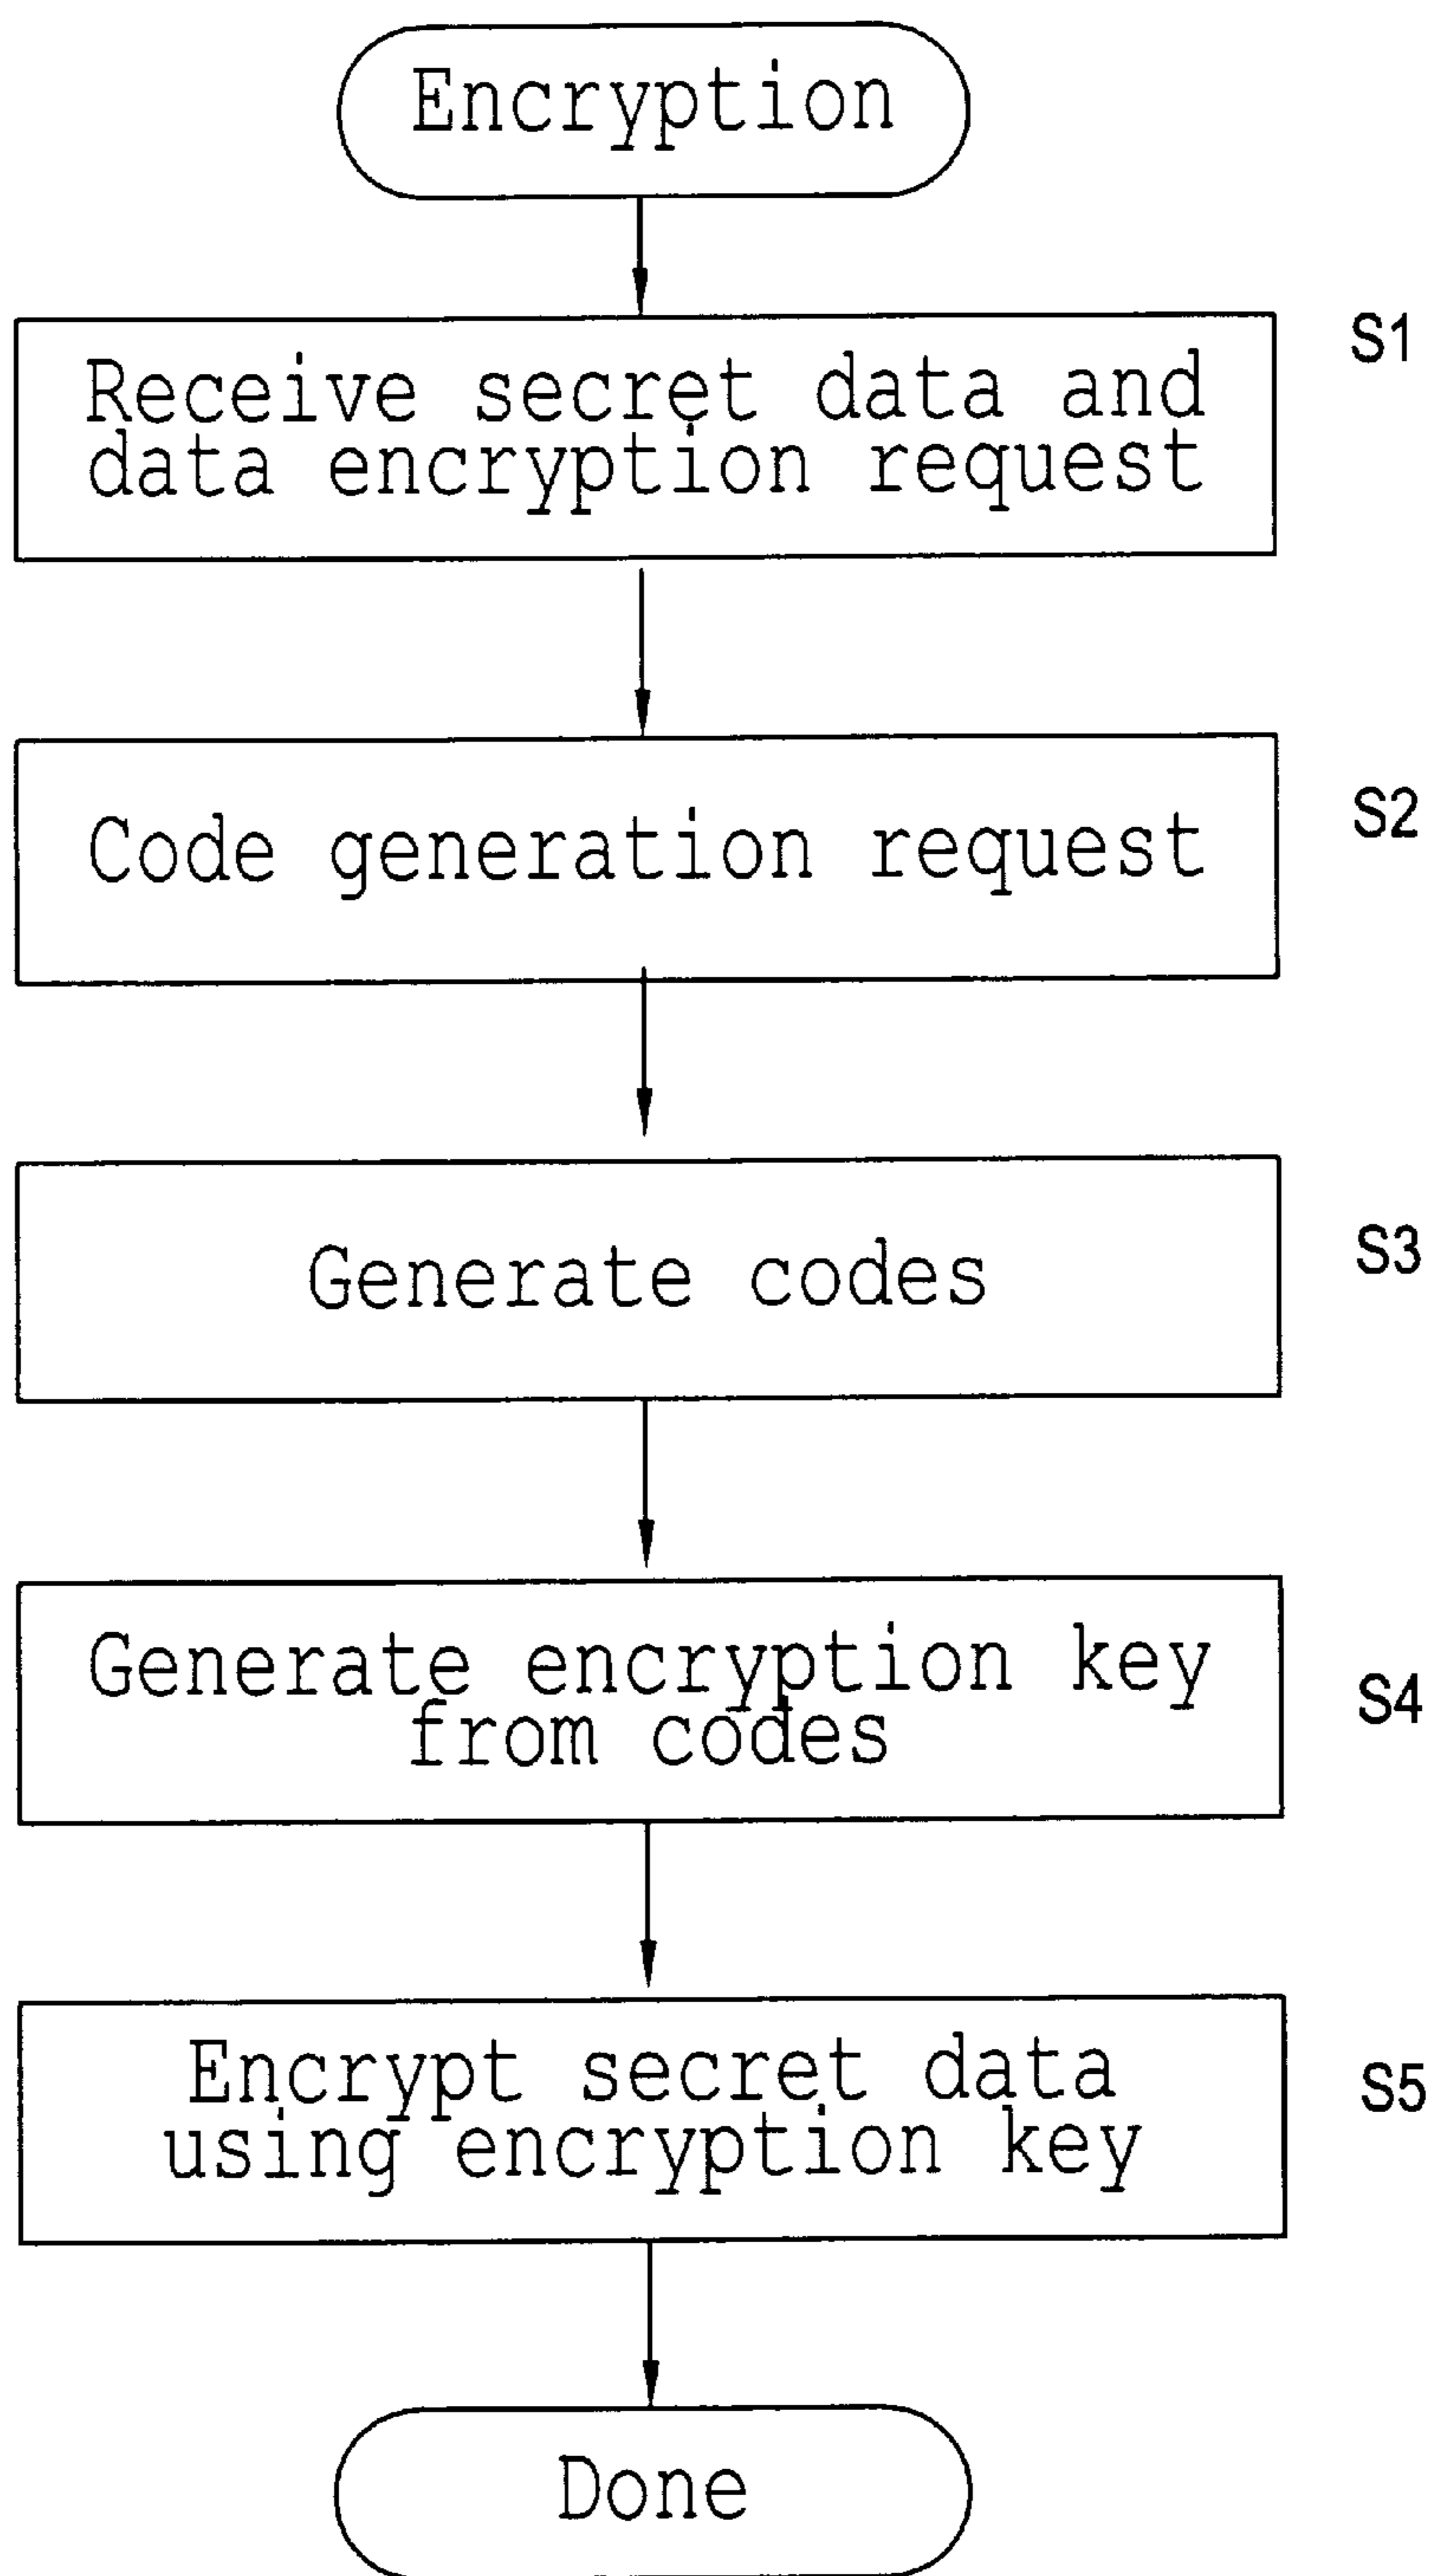 Encryption
S1
Receive secret data and
data encryption request
S2
Code generation request
S3
Generate codes
S4
Generate encryption key
from codes
S5
Encrypt secret data
using encryption key
Done